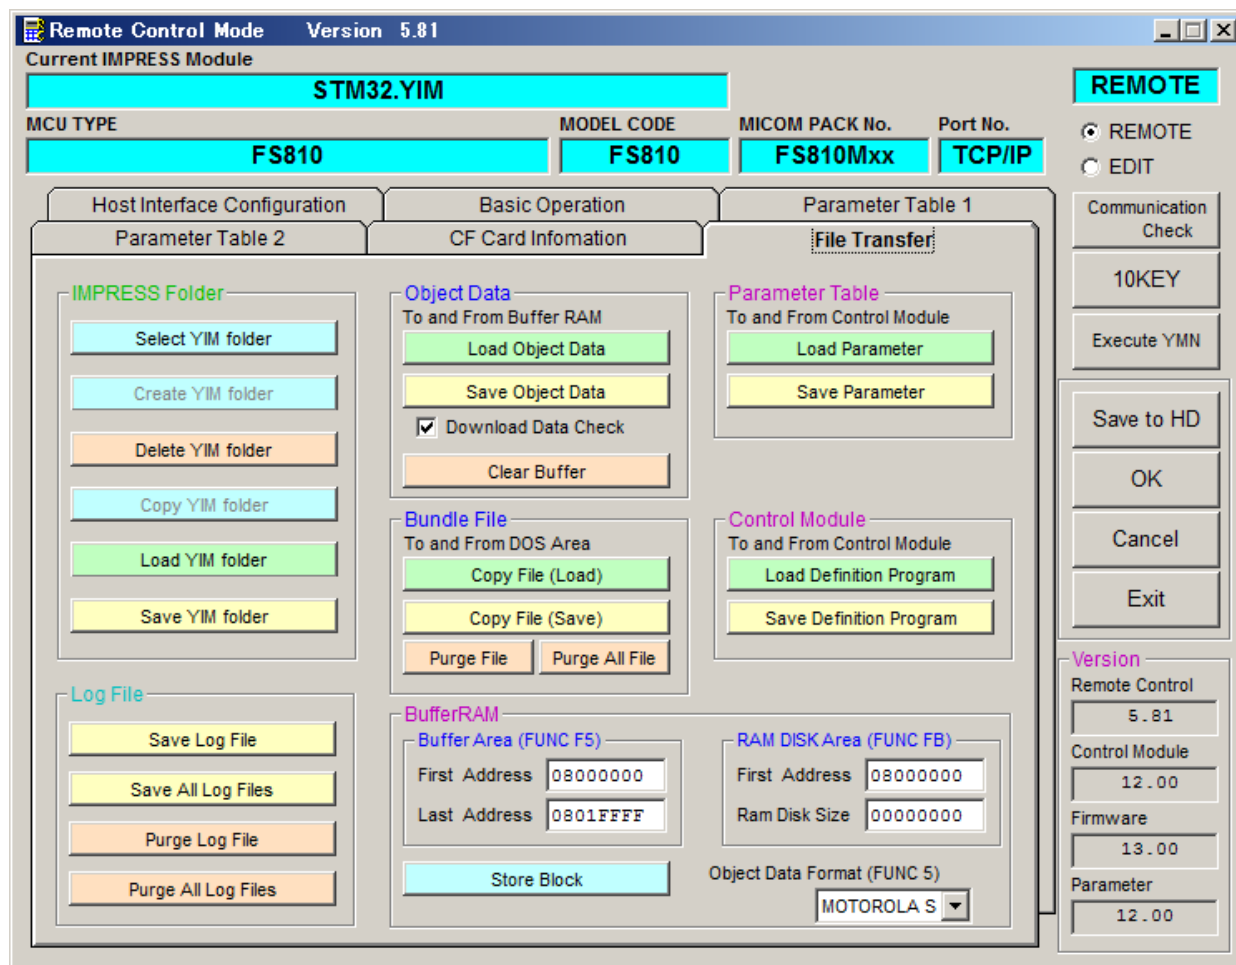 Remote Control Mode Version 5.81
Current IMPRESS Module
STM32.YIM
REMOTE
MCU TYPE
MODEL CODE
MICOM PACK No.
Port No.
FS810
FS810
FS810Mxx
TCP/IP
REMOTE
EDIT
Host Interface Configuration
Basic Operation
Parameter Table 1
Parameter Table 2
CF Card Infomation
File Transfer
Communication
Check
10KEY
Execute YMN
Save to HD
OK
Cancel
Exit
IMPRESS Folder
Select YIM folder
Create YIM folder
Delete YIM folder
Copy YIM folder
Load YIM folder
Save YIM folder
Log File
Save Log File
Save All Log Files
Purge Log File
Purge All Log Files
Object Data
To and From Buffer RAM
Load Object Data
Save Object Data
Download Data Check
Clear Buffer
Bundle File
To and From DOS Area
Copy File (Load)
Copy File (Save)
Purge File
Purge All File
Parameter Table
To and From Control Module
Load Parameter
Save Parameter
Control Module
To and From Control Module
Load Definition Program
Save Definition Program
BufferRAM
Buffer Area (FUNC F5)
First Address 08000000
Last Address 0801FFFF
RAM DISK Area (FUNC FB)
First Address 08000000
Ram Disk Size 00000000
Store Block
Object Data Format (FUNC 5)
MOTOROLA S
Version
Remote Control
5.81
Control Module
12.00
Firmware
13.00
Parameter
12.00